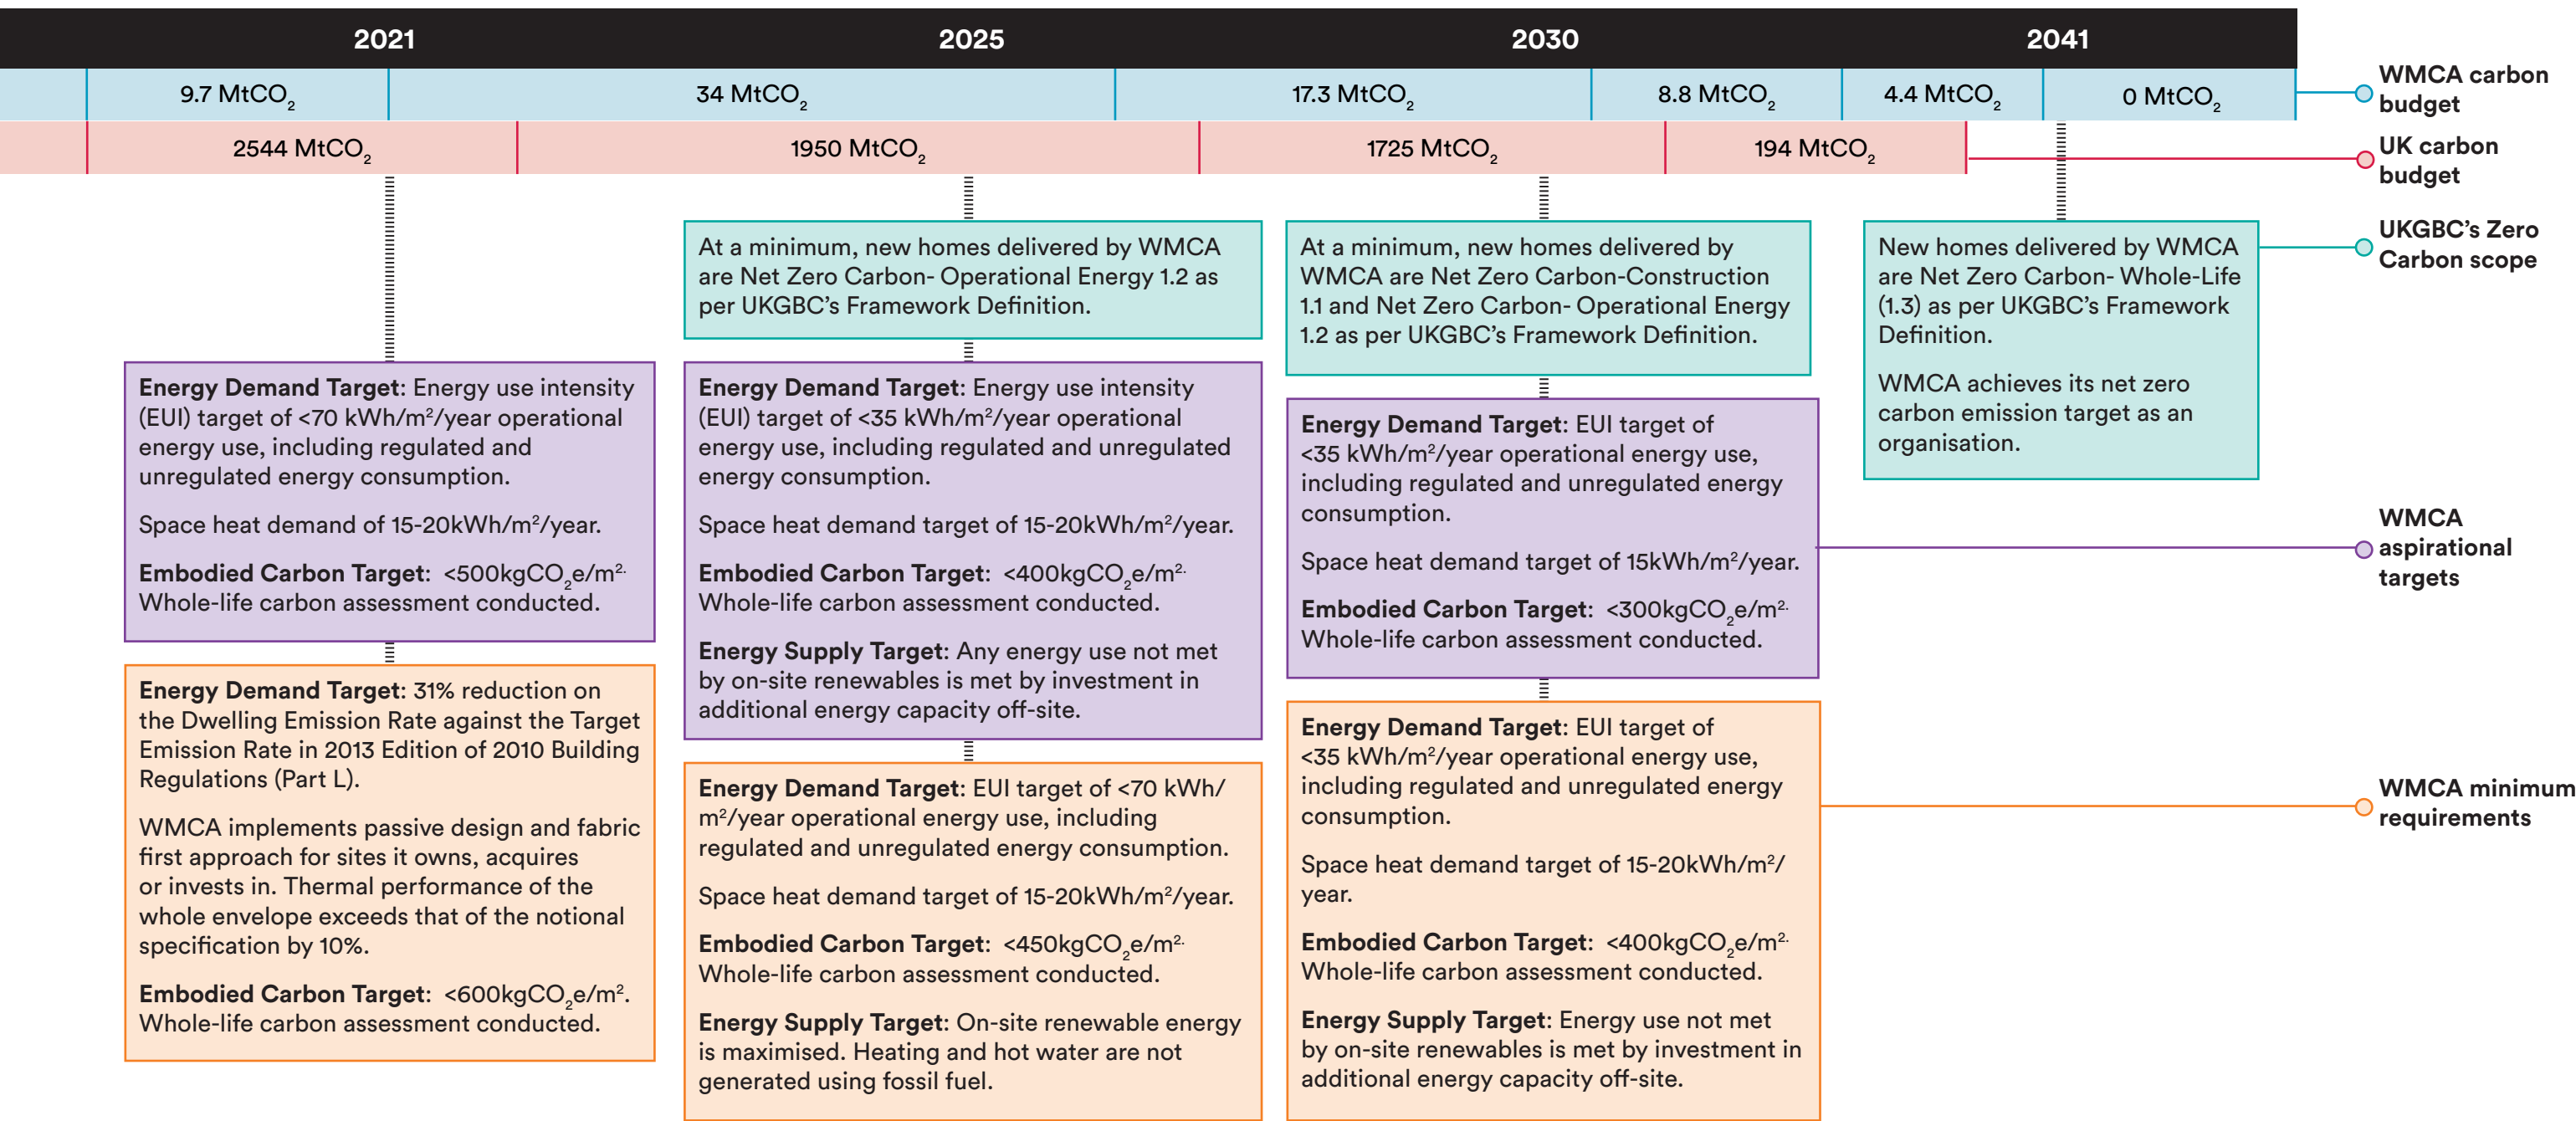 2021 2025 2030 2041
9.7 MtCO₂ 34 MtCO₂ 17.3 MtCO₂ 8.8 MtCO₂ 4.4 MtCO₂ 0 MtCO₂
WMCA carbon
budget
2544 MtCO₂ 1950 MtCO₂ 1725 MtCO₂ 194 MtCO₂
UK carbon
budget
UKGBC’s Zero
Carbon scope
At a minimum, new homes delivered by WMCA
are Net Zero Carbon- Operational Energy 1.2 as
per UKGBC’s Framework Definition.
At a minimum, new homes delivered by
WMCA are Net Zero Carbon-Construction
1.1 and Net Zero Carbon- Operational Energy
1.2 as per UKGBC’s Framework Definition.
New homes delivered by WMCA
are Net Zero Carbon- Whole-Life
(1.3) as per UKGBC’s Framework
Definition.
WMCA achieves its net zero
carbon emission target as an
organisation.
WMCA
aspirational
targets
Energy Demand Target: Energy use intensity
(EUI) target of <70 kWh/m²/year operational
energy use, including regulated and
unregulated energy consumption.
Space heat demand of 15-20kWh/m²/year.
Embodied Carbon Target: <500kgCO₂e/m²·
Whole-life carbon assessment conducted.
Energy Demand Target: Energy use intensity
(EUI) target of <35 kWh/m²/year operational
energy use, including regulated and unregulated
energy consumption.
Space heat demand target of 15-20kWh/m²/year.
Embodied Carbon Target: <400kgCO₂e/m²·
Whole-life carbon assessment conducted.
Energy Supply Target: Any energy use not met
by on-site renewables is met by investment in
additional energy capacity off-site.
Energy Demand Target: EUI target of
<35 kWh/m²/year operational energy use,
including regulated and unregulated energy
consumption.
Space heat demand target of 15kWh/m²/year.
Embodied Carbon Target: <300kgCO₂e/m²·
Whole-life carbon assessment conducted.
WMCA minimum
requirements
Energy Demand Target: 31% reduction on
the Dwelling Emission Rate against the Target
Emission Rate in 2013 Edition of 2010 Building
Regulations (Part L).
WMCA implements passive design and fabric
first approach for sites it owns, acquires
or invests in. Thermal performance of the
whole envelope exceeds that of the notional
specification by 10%.
Embodied Carbon Target: <600kgCO₂e/m².
Whole-life carbon assessment conducted.
Energy Demand Target: EUI target of <70 kWh/
m²/year operational energy use, including
regulated and unregulated energy consumption.
Space heat demand target of 15-20kWh/m²/year.
Embodied Carbon Target: <450kgCO₂e/m²·
Whole-life carbon assessment conducted.
Energy Supply Target: On-site renewable energy
is maximised. Heating and hot water are not
generated using fossil fuel.
Energy Demand Target: EUI target of
<35 kWh/m²/year operational energy use,
including regulated and unregulated energy
consumption.
Space heat demand target of 15-20kWh/m²/
year.
Embodied Carbon Target: <400kgCO₂e/m²·
Whole-life carbon assessment conducted.
Energy Supply Target: Energy use not met
by on-site renewables is met by investment in
additional energy capacity off-site.